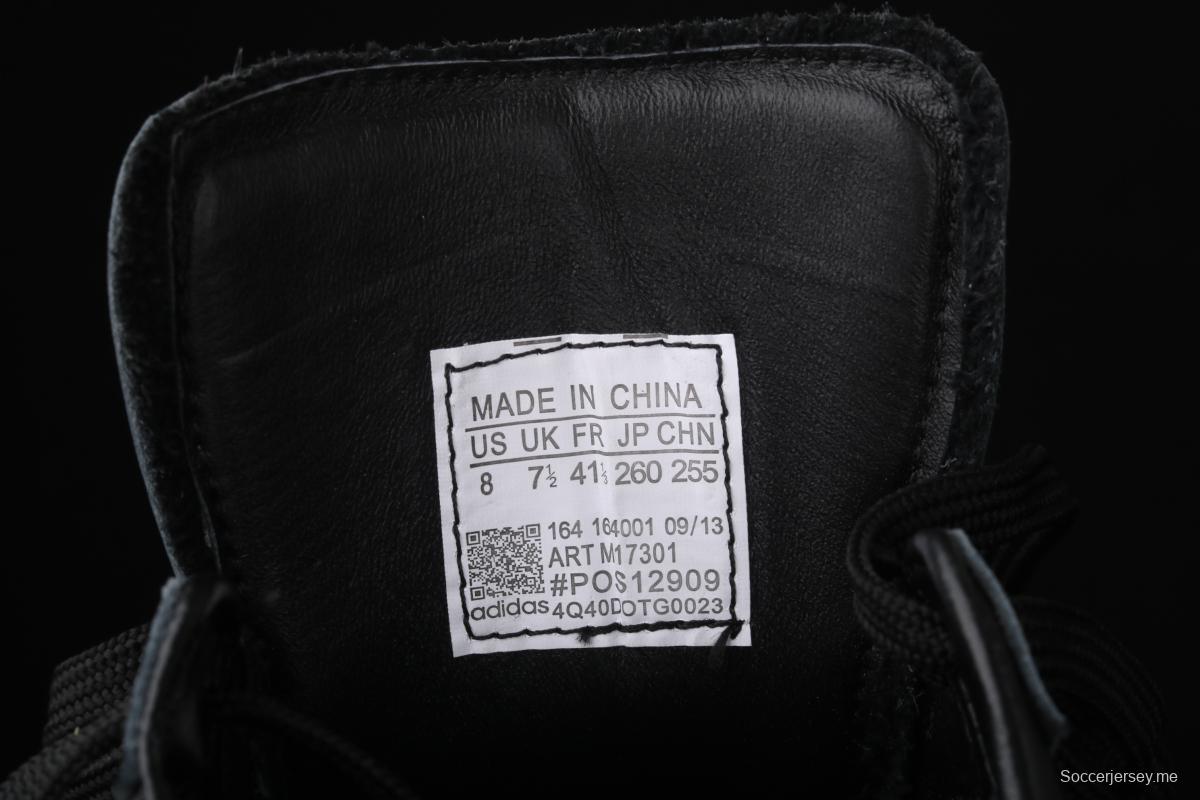 MADE IN CHINA
US UK FR JP CHN
8 7½ 41⅓ 260 255
164 164001 09/13
ART M17301
#POS12909
adidas 4Q40DOTG0023
Soccerjersey.me